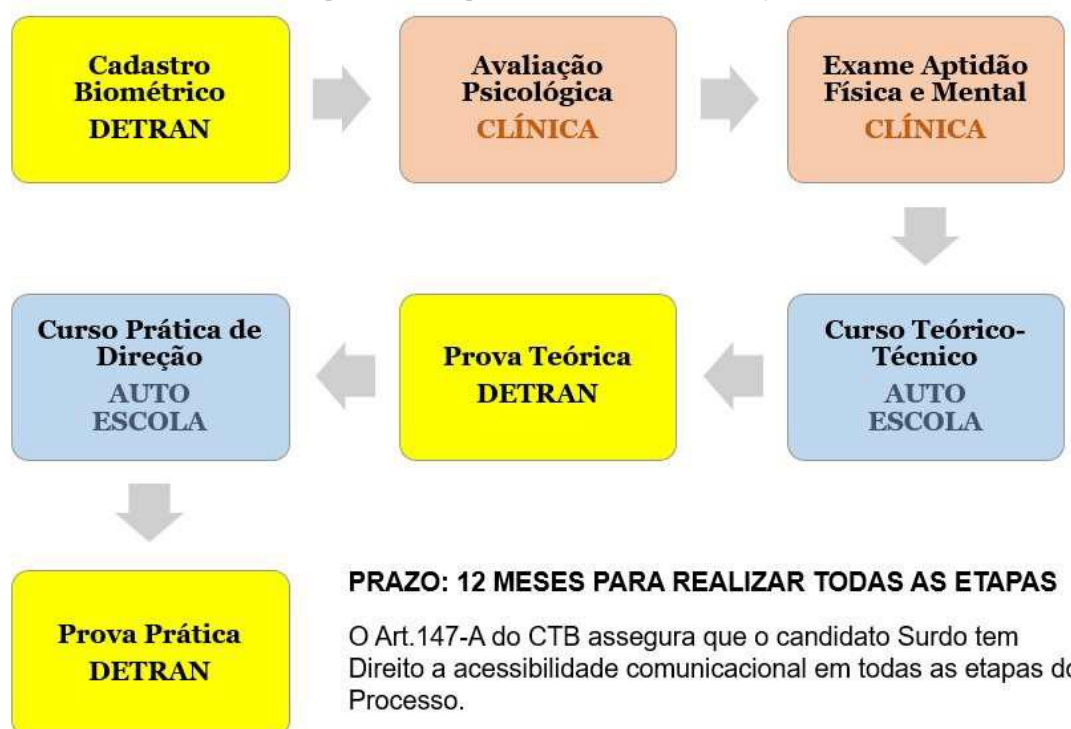 Cadastro
Biométrico
DETRAN
Avaliação
Psicológica
CLÍNICA
Exame Aptidão
Física e Mental
CLÍNICA
Curso Teórico-
Técnico
AUTO
ESCOLA
Prova Teórica
DETRAN
Curso Prática de
Direção
AUTO
ESCOLA
Prova Prática
DETRAN
PRAZO: 12 MESES PARA REALIZAR TODAS AS ETAPAS
O Art.147-A do CTB assegura que o candidato Surdo tem
Direito a acessibilidade comunicacional em todas as etapas do
Processo.